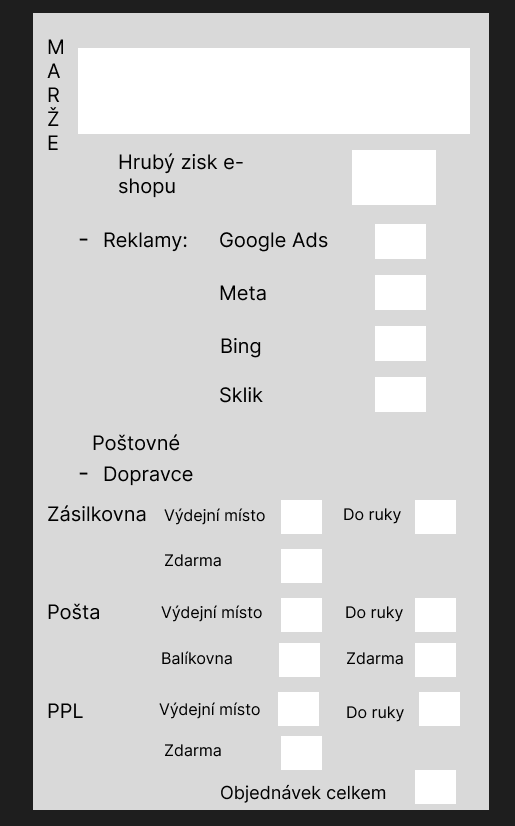 MARŽE
Hrubý zisk e-
shopu
- Reklamy: Google Ads
Meta
Bing
Sklik
Poštovné
- Dopravce
Zásilkovna Výdejní místo Do ruky
Zdarma
Pošta Výdejní místo Do ruky
Balíkovna Zdarma
PPL Výdejní místo Do ruky
Zdarma
Objednávek celkem